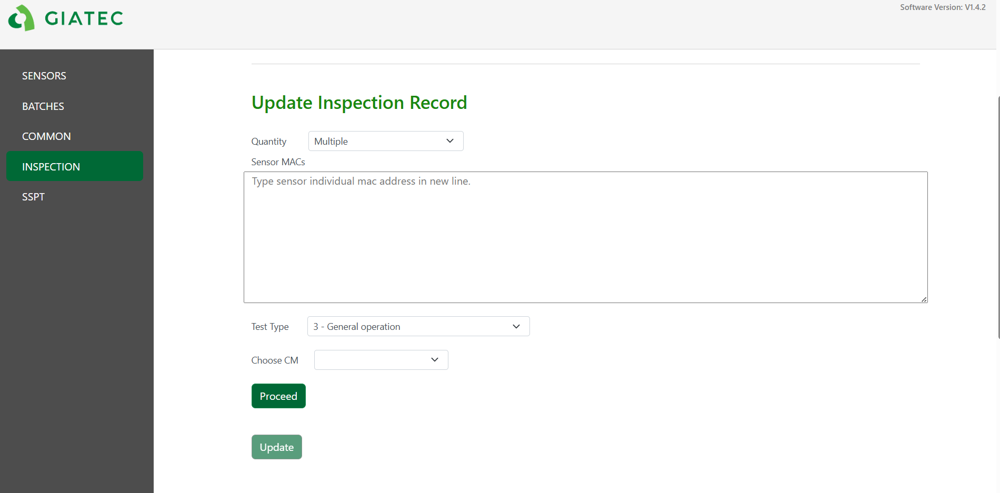 GIATEC
Software Version: V1.4.2
SENSORS
BATCHES
COMMON
INSPECTION
SSPT
Update Inspection Record
Quantity Multiple
Sensor MACs
Type sensor individual mac address in new line.
Test Type 3 - General operation
Choose CM
Proceed
Update